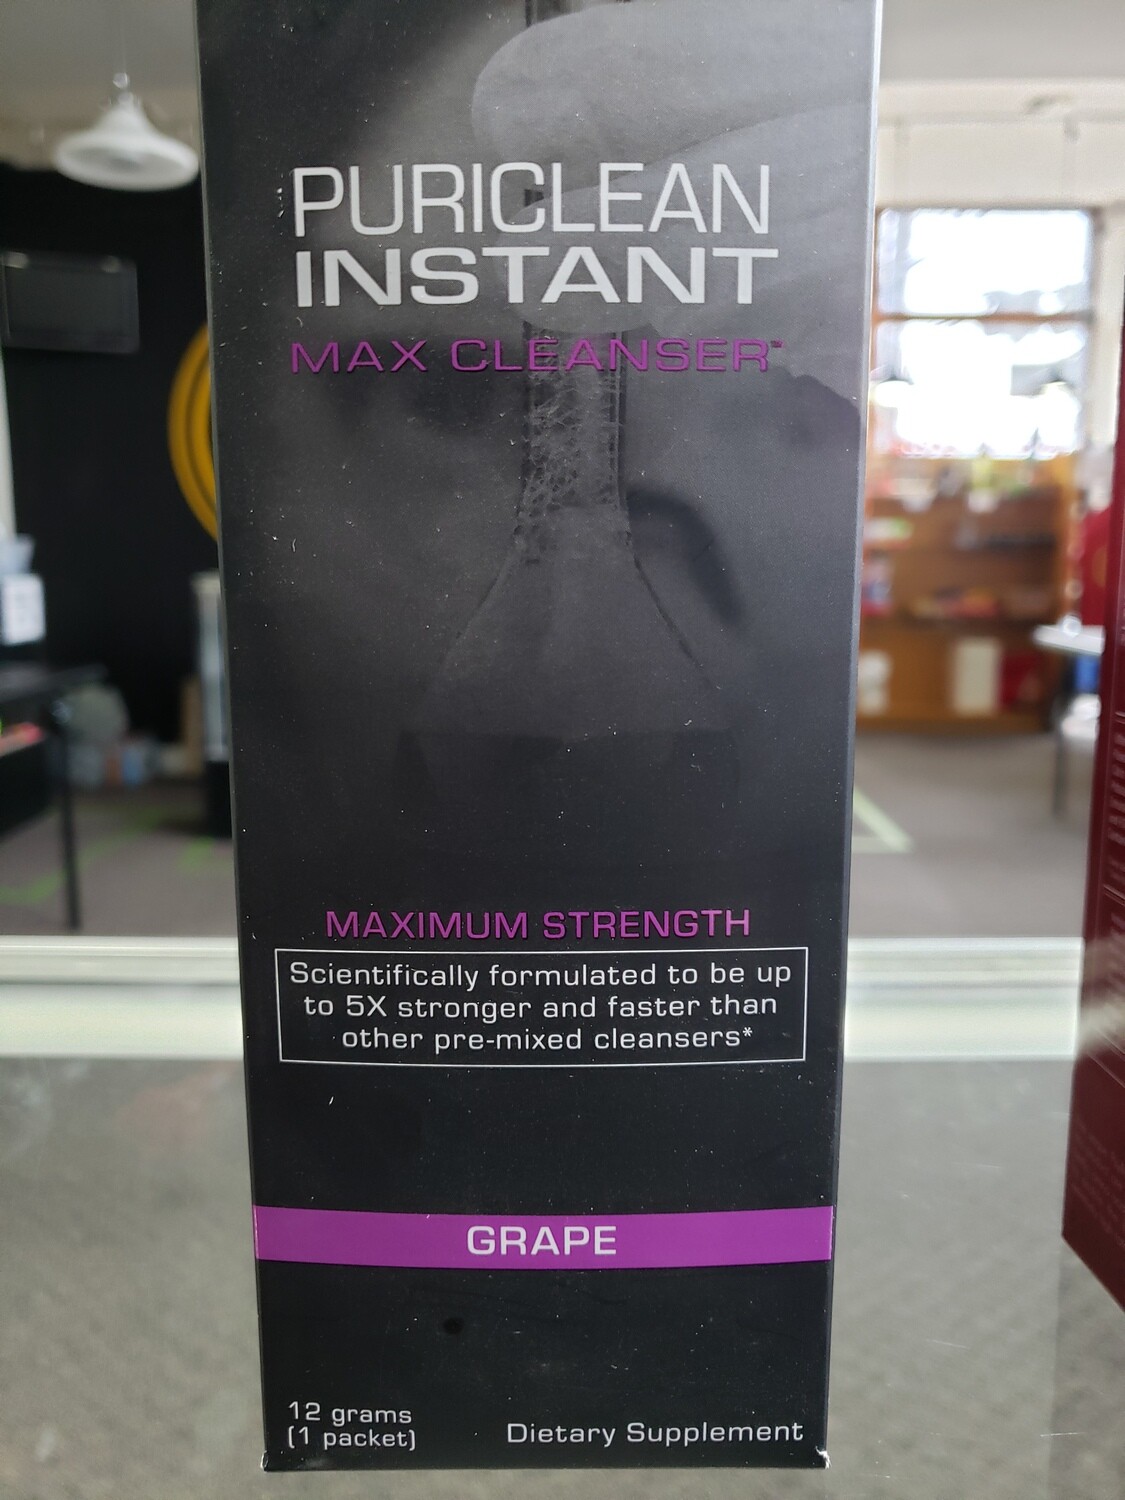 PURICLEAN
INSTANT
MAX CLEANSER™
MAXIMUM STRENGTH
Scientifically formulated to be up
to 5X stronger and faster than
other pre-mixed cleansers*
GRAPE
12 grams
(1 packet)
Dietary Supplement